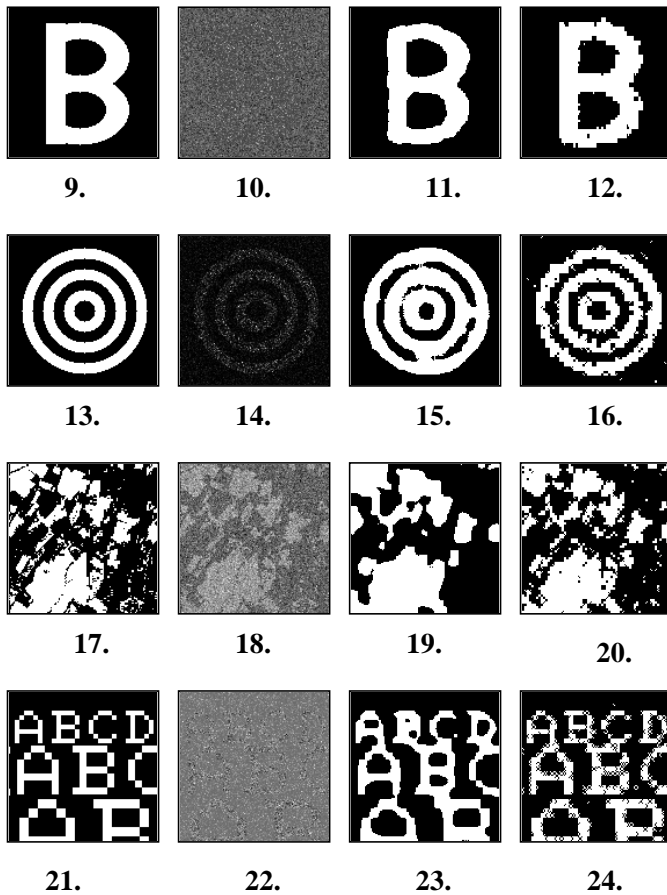 B B B
9. 10. 11. 12.
13. 14. 15. 16.
17. 18. 19. 20.
A B C D A B C D A B C D
A B C A B C A B C
A B A B A B
21. 22. 23. 24.